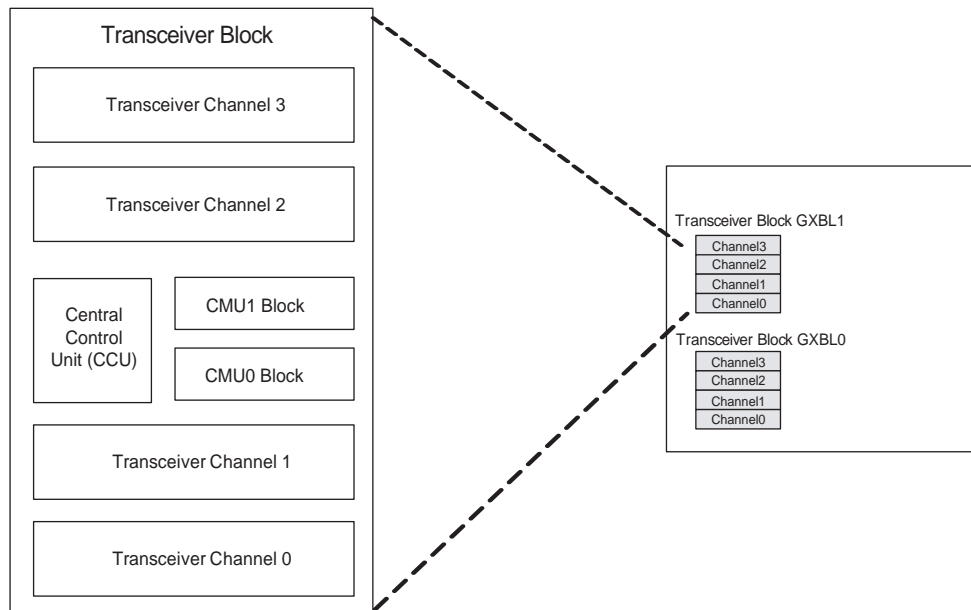 Transceiver Block
Transceiver Channel 3
Transceiver Channel 2
Central
Control
Unit (CCU)
CMU1 Block
CMU0 Block
Transceiver Channel 1
Transceiver Channel 0
Transceiver Block GXBL1
Channel3
Channel2
Channel1
Channel0
Transceiver Block GXBL0
Channel3
Channel2
Channel1
Channel0